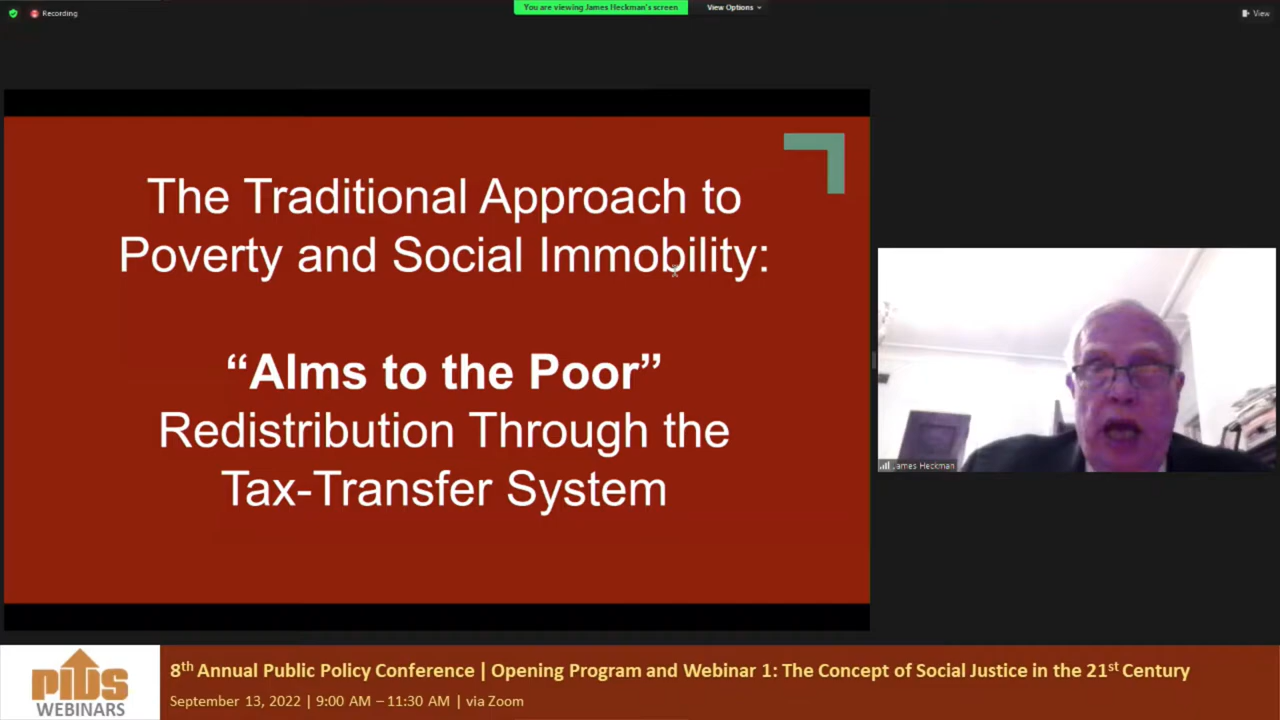 Recording
You are viewing James Heckman's screen
View Options
View
The Traditional Approach to
Poverty and Social Immobility:
“Alms to the Poor”
Redistribution Through the
Tax-Transfer System
James Heckman
PIDS
WEBINARS
8th Annual Public Policy Conference | Opening Program and Webinar 1: The Concept of Social Justice in the 21st Century
September 13, 2022 | 9:00 AM – 11:30 AM | via Zoom